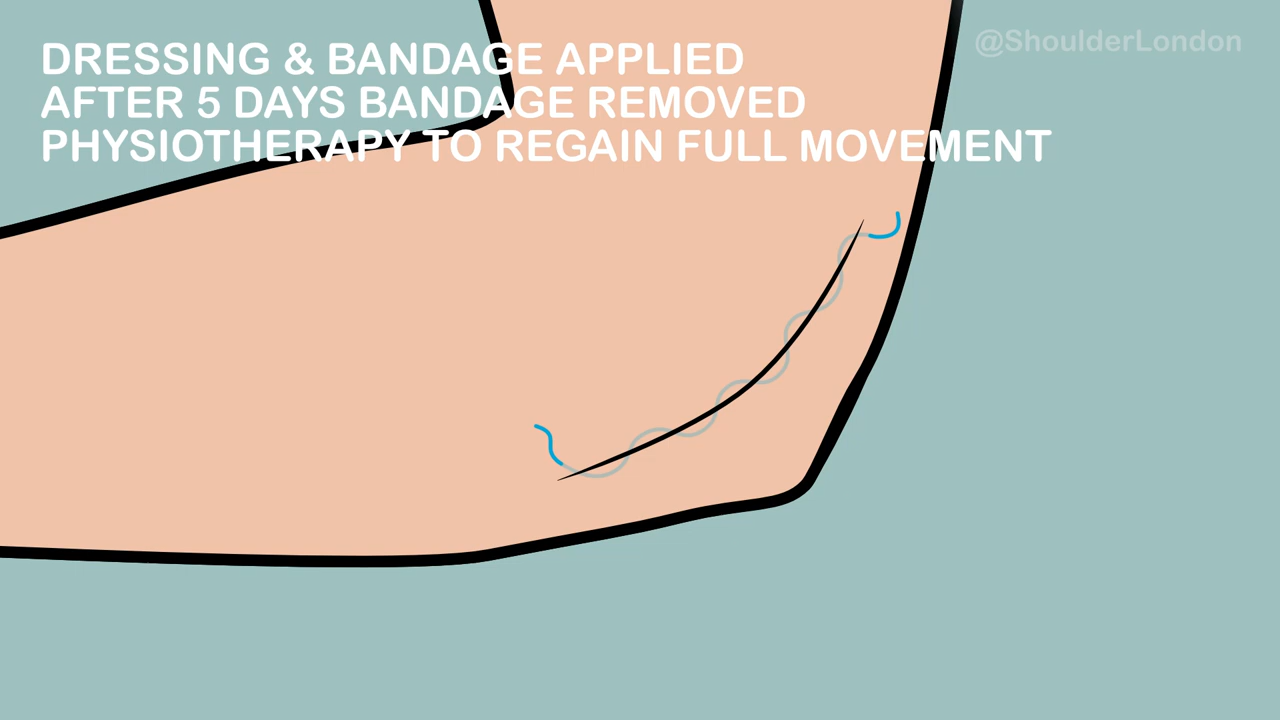 DRESSING & BANDAGE APPLIED
AFTER 5 DAYS BANDAGE REMOVED
PHYSIOTHERAPY TO REGAIN FULL MOVEMENT
@ShoulderLondon